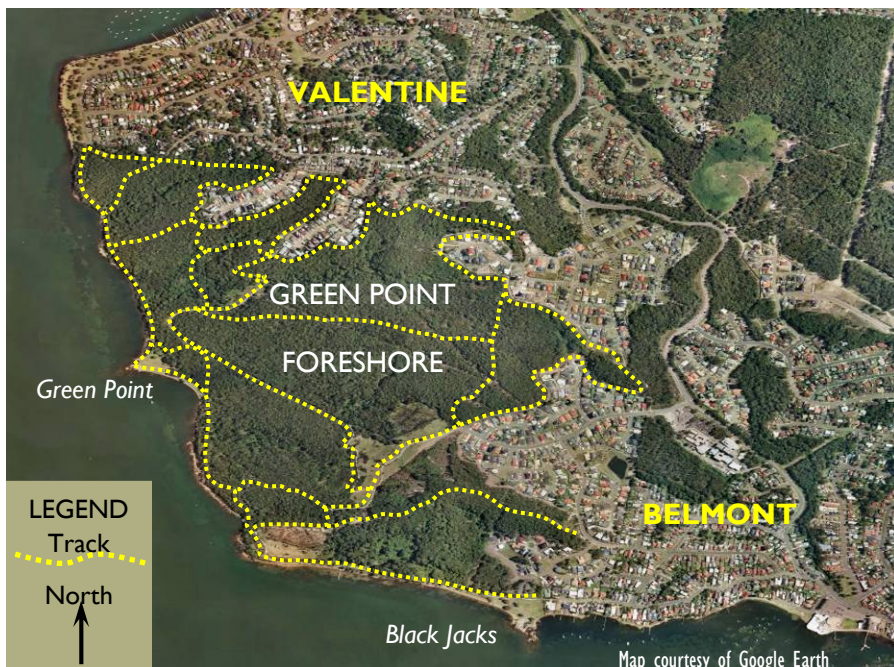 VALENTINE
GREEN POINT
FORESHORE
Green Point
LEGEND
Track
North
BELMONT
Black Jacks
Map courtesy of Google Earth